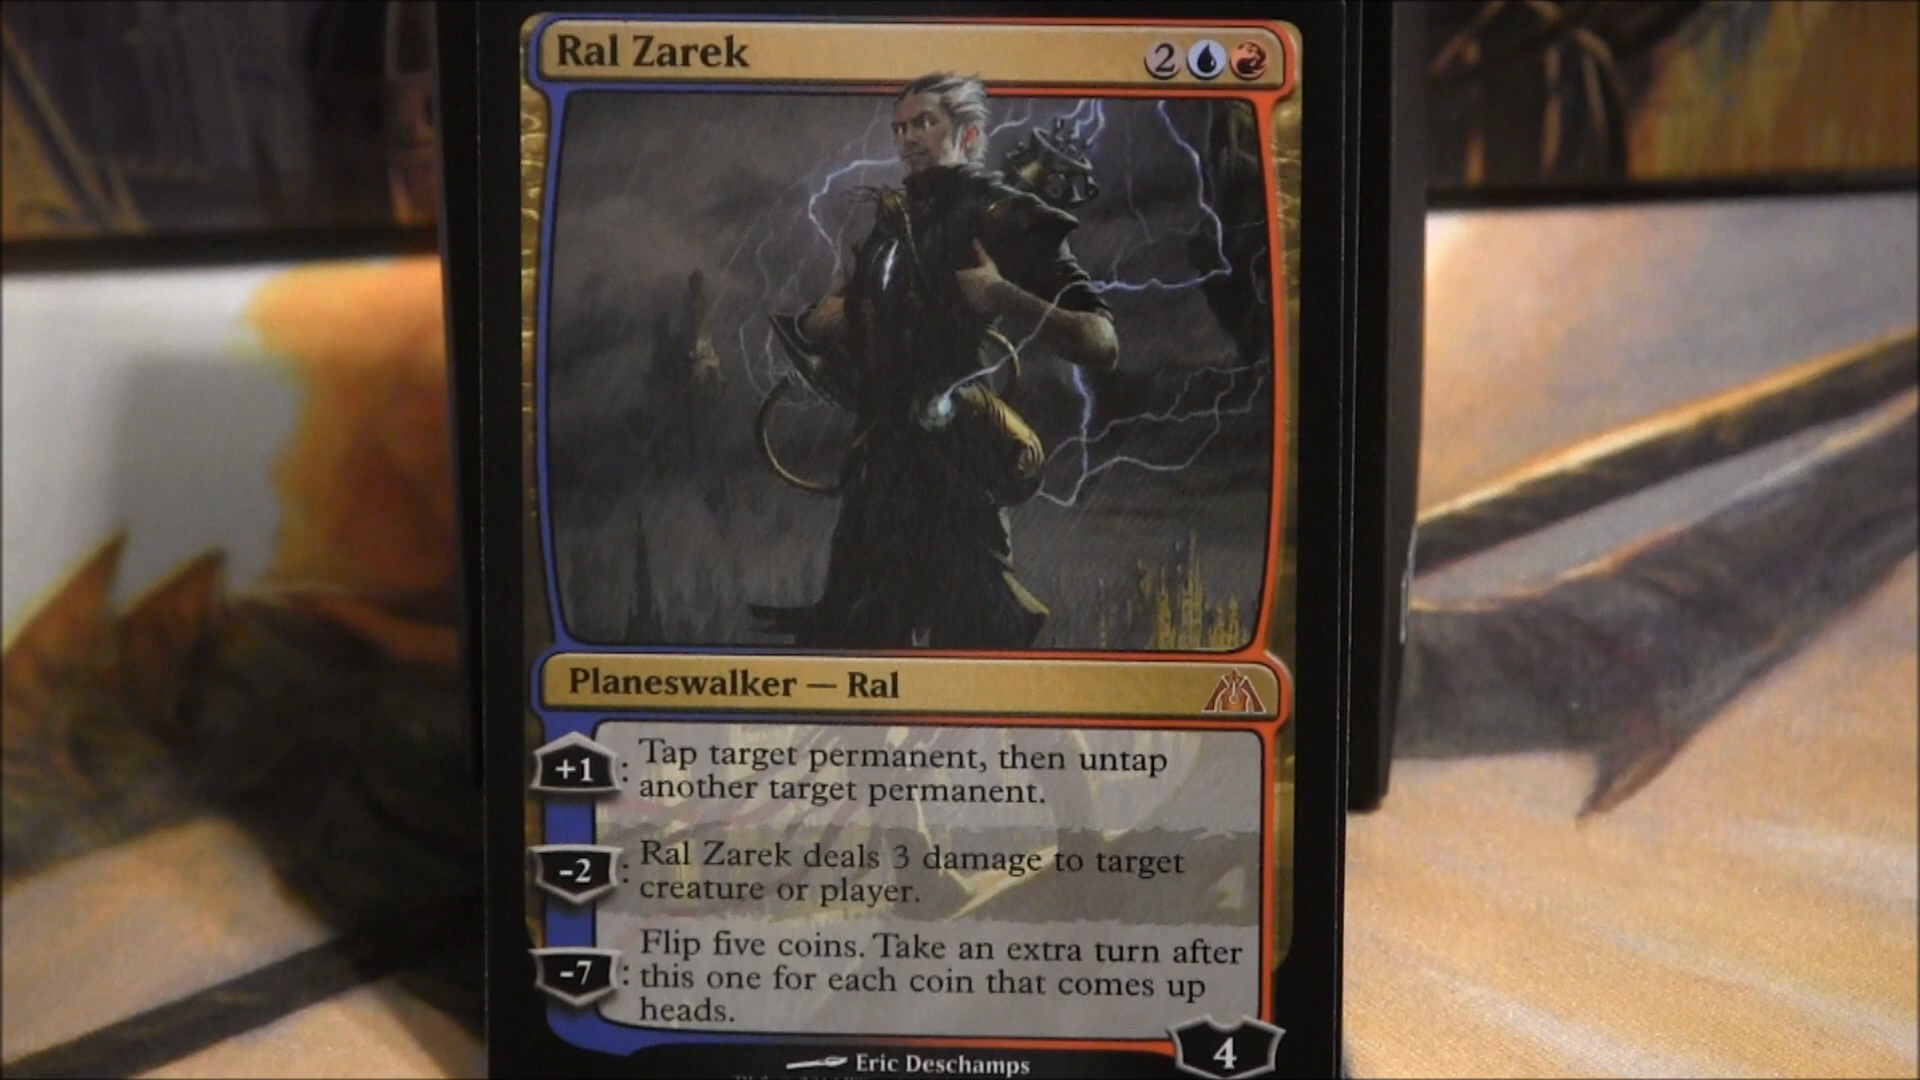 Ral Zarek 2
Planeswalker — Ral
+1: Tap target permanent, then untap
another target permanent.
-2: Ral Zarek deals 3 damage to target
creature or player.
Flip five coins. Take an extra turn after
-7: this one for each coin that comes up
heads.
Eric Deschamps 4